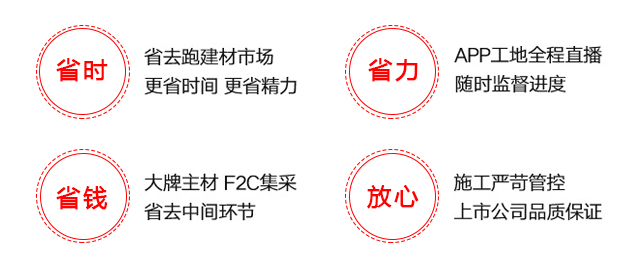 省时
省去跑建材市场
更省时间 更省精力
省力
APP工地全程直播
随时监督进度
省钱
大牌主材 F2C集采
省去中间环节
放心
施工严苛管控
上市公司品质保证